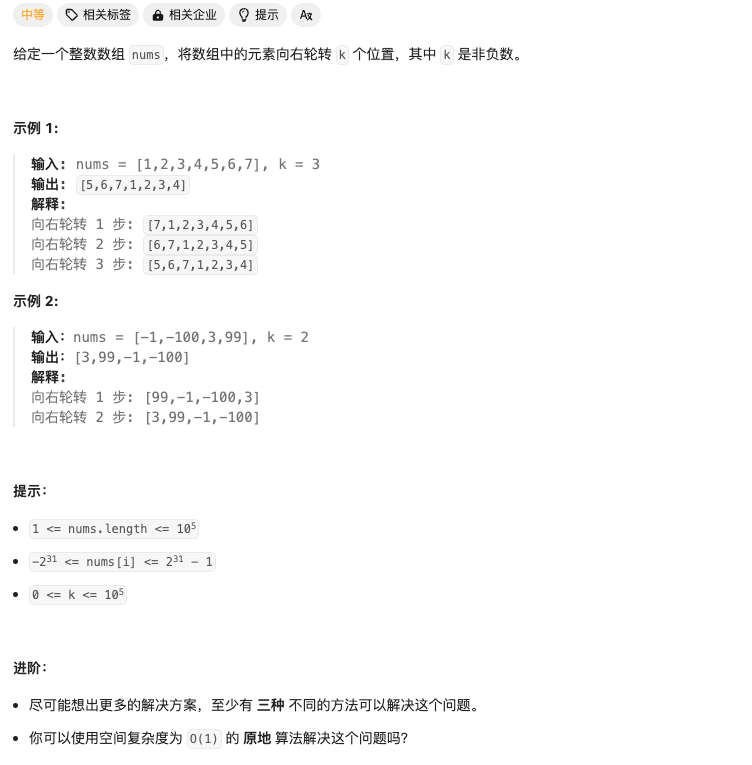 中等 相关标签 相关企业 提示
给定一个整数数组 nums，将数组中的元素向右轮转 k 个位置，其中 k 是非负数。
示例 1:
输入: nums = [1,2,3,4,5,6,7], k = 3
输出: [5,6,7,1,2,3,4]
解释:
向右轮转 1 步: [7,1,2,3,4,5,6]
向右轮转 2 步: [6,7,1,2,3,4,5]
向右轮转 3 步: [5,6,7,1,2,3,4]
示例 2:
输入：nums = [-1,-100,3,99], k = 2
输出：[3,99,-1,-100]
解释:
向右轮转 1 步: [99,-1,-100,3]
向右轮转 2 步: [3,99,-1,-100]
提示：
1 <= nums.length <= 10⁵
-2³¹ <= nums[i] <= 2³¹ - 1
0 <= k <= 10⁵
进阶：
尽可能想出更多的解决方案，至少有 三种 不同的方法可以解决这个问题。
你可以使用空间复杂度为 O(1) 的 原地 算法解决这个问题吗？